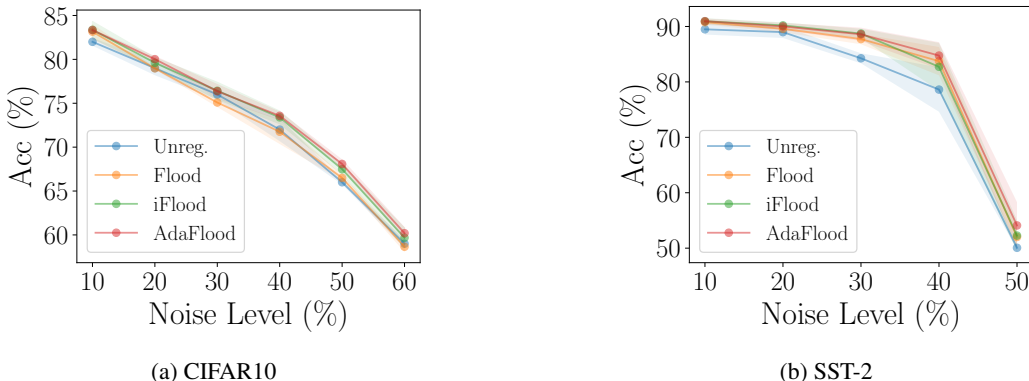 85
80
75
70
65
60
Acc (%)
Unreg.
Flood
iFlood
AdaFlood
10 20 30 40 50 60
Noise Level (%)
(a) CIFAR10
90
80
70
60
50
Acc (%)
Unreg.
Flood
iFlood
AdaFlood
10 20 30 40 50
Noise Level (%)
(b) SST-2